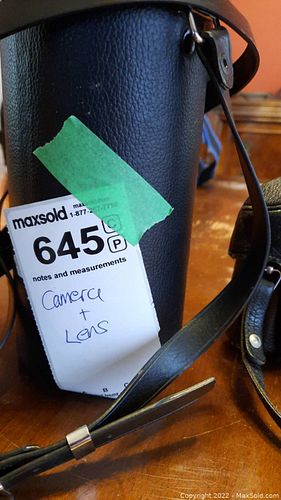 maxsold
645
C
P
notes and measurements
Camera
+
Lens
Copyright 2022 - MaxSold.com